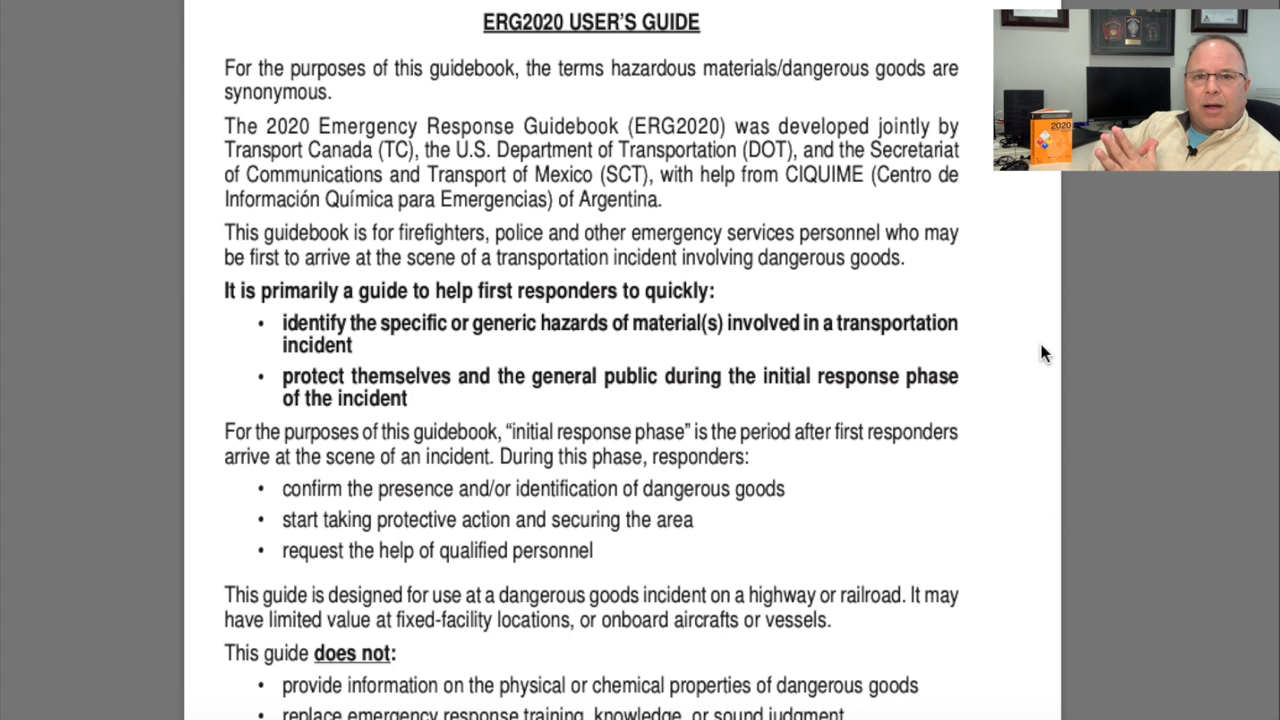 ERG2020 USER'S GUIDE
For the purposes of this guidebook, the terms hazardous materials/dangerous goods are
synonymous.
The 2020 Emergency Response Guidebook (ERG2020) was developed jointly by
Transport Canada (TC), the U.S. Department of Transportation (DOT), and the Secretariat
of Communications and Transport of Mexico (SCT), with help from CIQUIME (Centro de
Información Química para Emergencias) of Argentina.
This guidebook is for firefighters, police and other emergency services personnel who may
be first to arrive at the scene of a transportation incident involving dangerous goods.
It is primarily a guide to help first responders to quickly:
• identify the specific or generic hazards of material(s) involved in a transportation
incident
• protect themselves and the general public during the initial response phase
of the incident
For the purposes of this guidebook, “initial response phase” is the period after first responders
arrive at the scene of an incident. During this phase, responders:
• confirm the presence and/or identification of dangerous goods
• start taking protective action and securing the area
• request the help of qualified personnel
This guide is designed for use at a dangerous goods incident on a highway or railroad. It may
have limited value at fixed-facility locations, or onboard aircrafts or vessels.
This guide does not:
• provide information on the physical or chemical properties of dangerous goods
• replace emergency response training, knowledge, or sound judgment
2020